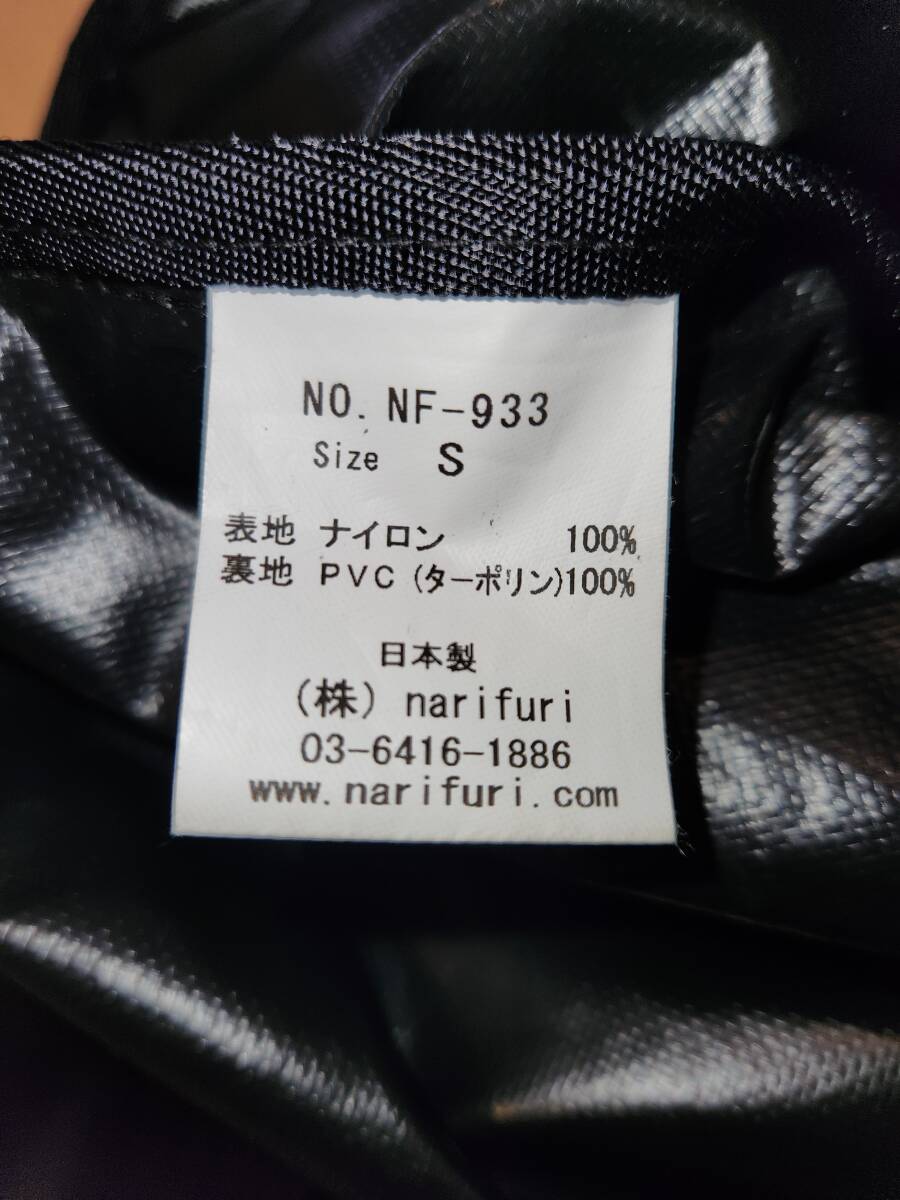 NO. NF-933
Size S
表地 ナイロン 100%
裏地 PVC (ターポリン)100%
日本製
(株) narifuri
03-6416-1886
www.narifuri.com